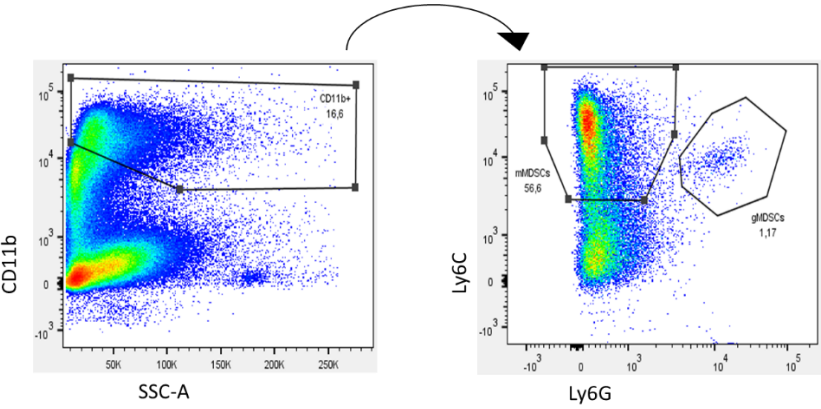 CD11b+
16,6
10^5
10^4
10^3
0
-10^3
CD11b
50K
100K
150K
200K
250K
SSC-A
mMDSCs
56,6
gMDSCs
1,17
10^5
10^4
10^3
0
-10^3
Ly6C
-10^3
0
10^3
10^4
10^5
Ly6G